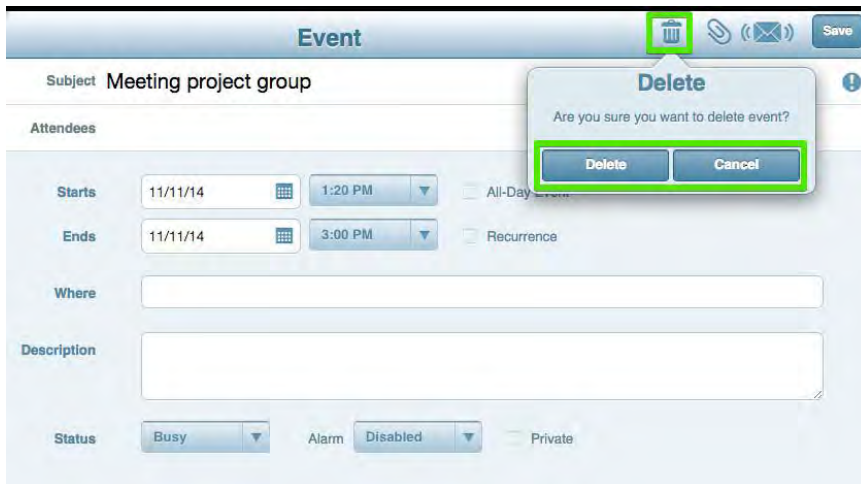 Event
Save
Subject Meeting project group
Delete
Attendees
Are you sure you want to delete event?
Delete Cancel
Starts 11/11/14 1:20 PM All-Day Event
Ends 11/11/14 3:00 PM Recurrence
Where
Description
Status Busy Alarm Disabled Private